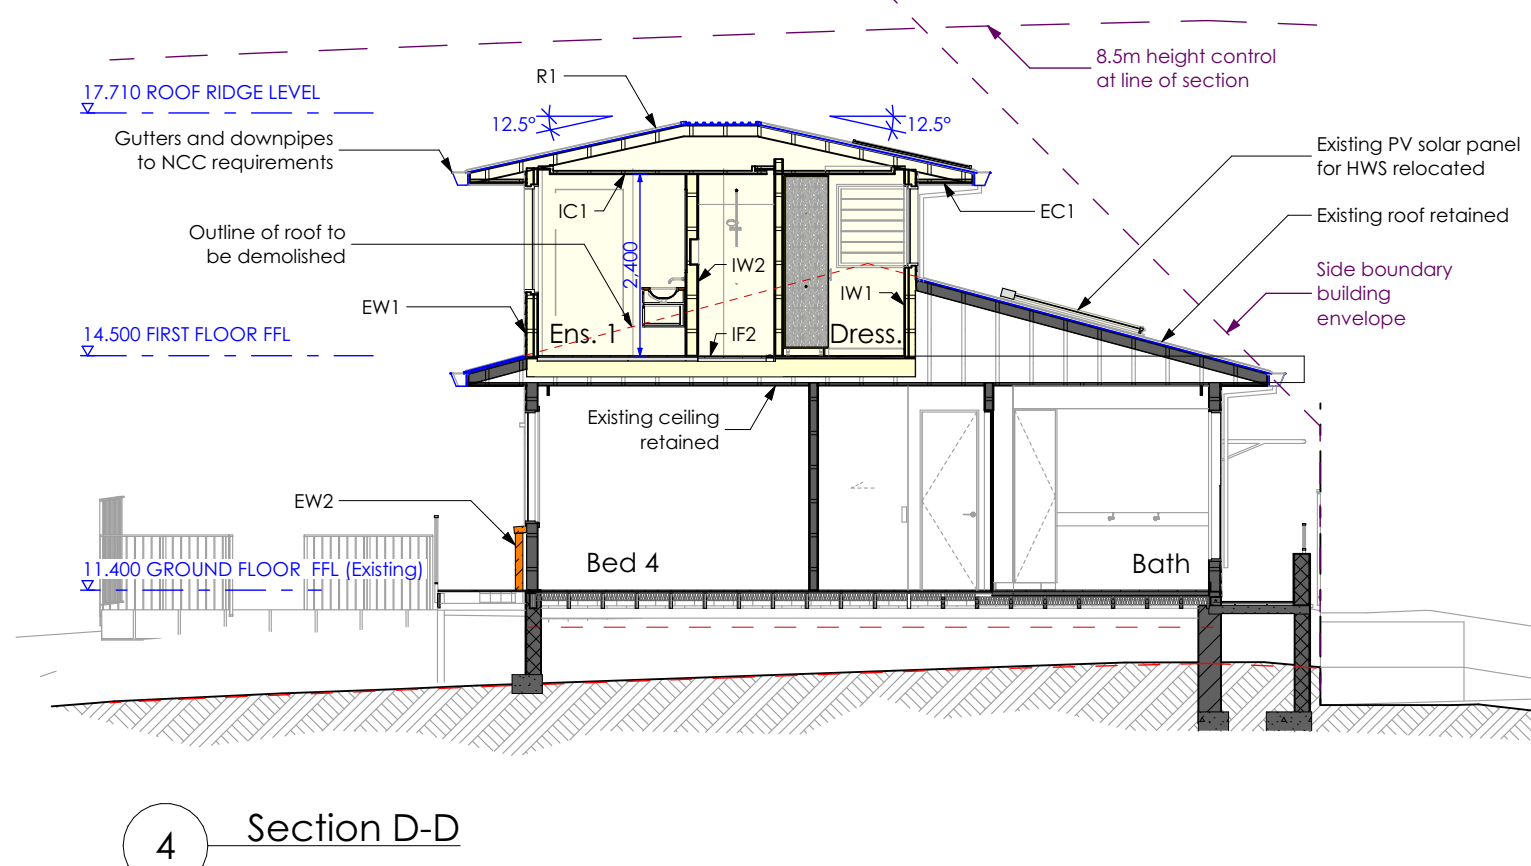 8.5m height control
at line of section
R1
17.710 ROOF RIDGE LEVEL
12.5°
12.5°
Gutters and downpipes
to NCC requirements
Existing PV solar panel
for HWS relocated
IC1
EC1
Existing roof retained
Outline of roof to
be demolished
2,400
IW2
IW1
Side boundary
building
envelope
EW1
14.500 FIRST FLOOR FFL
Ens. 1
IF2
Dress.
Existing ceiling
retained
EW2
Bed 4
Bath
11.400 GROUND FLOOR FFL (Existing)
4
Section D-D